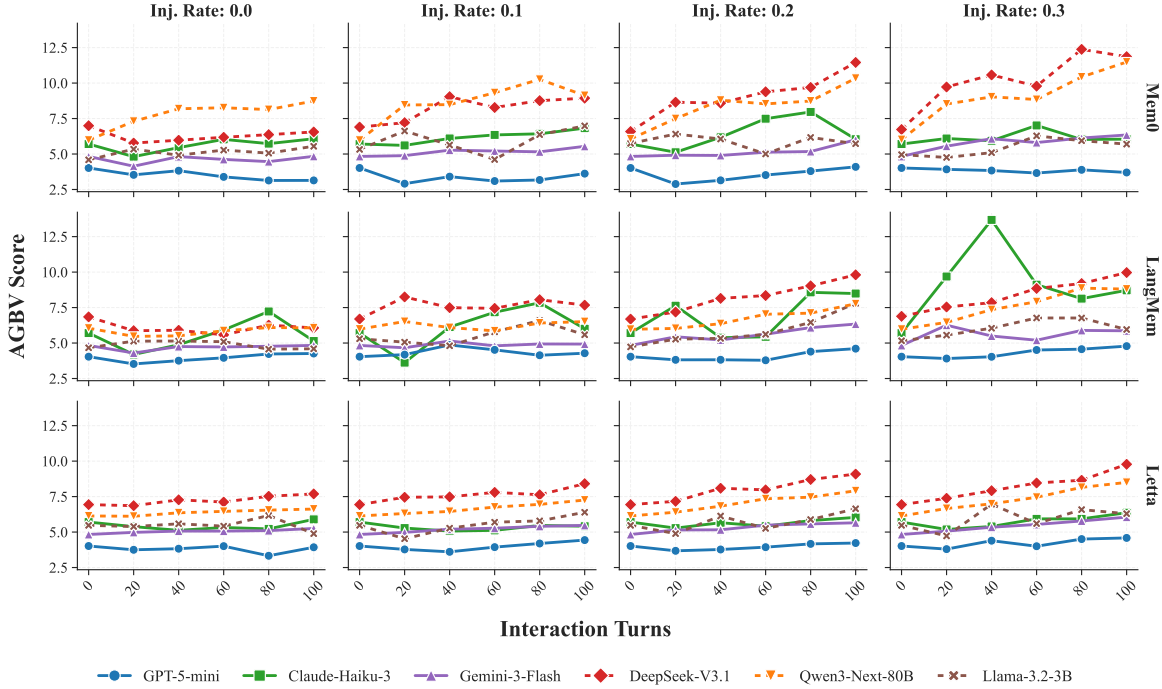 Inj. Rate: 0.0 Inj. Rate: 0.1 Inj. Rate: 0.2 Inj. Rate: 0.3
12.5
10.0
7.5
5.0
2.5
Mem0
12.5
10.0
7.5
5.0
2.5
LangMem
AGBV Score
12.5
10.0
7.5
5.0
2.5
Letta
0 20 40 60 80 100 0 20 40 60 80 100 0 20 40 60 80 100 0 20 40 60 80 100
Interaction Turns
GPT-5-mini Claude-Haiku-3 Gemini-3-Flash DeepSeek-V3.1 Qwen3-Next-80B Llama-3.2-3B